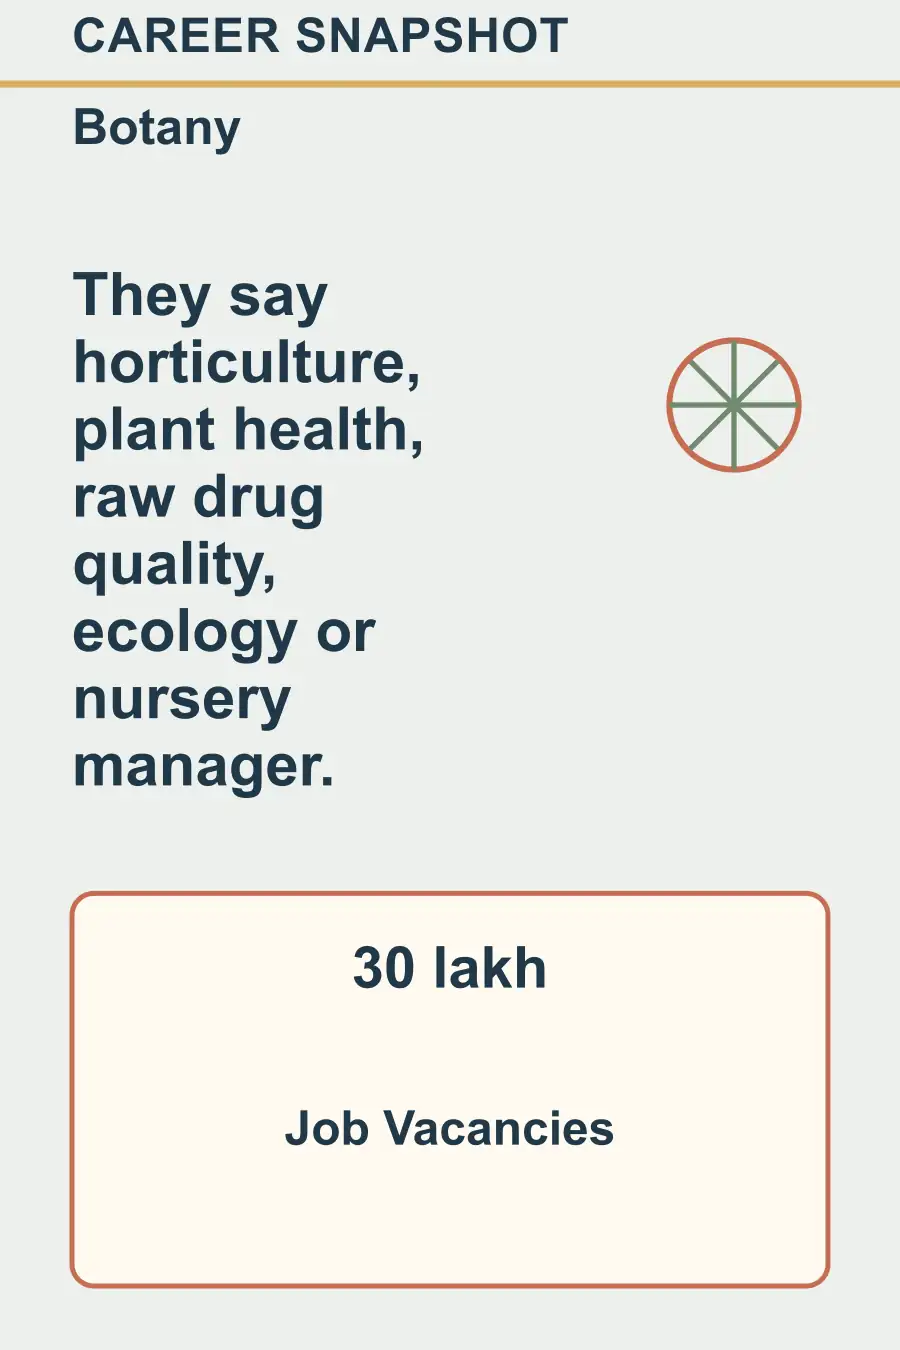 CAREER SNAPSHOT
Botany
They say
horticulture,
plant health,
raw drug
quality,
ecology or
nursery
manager.
30 lakh
Job Vacancies